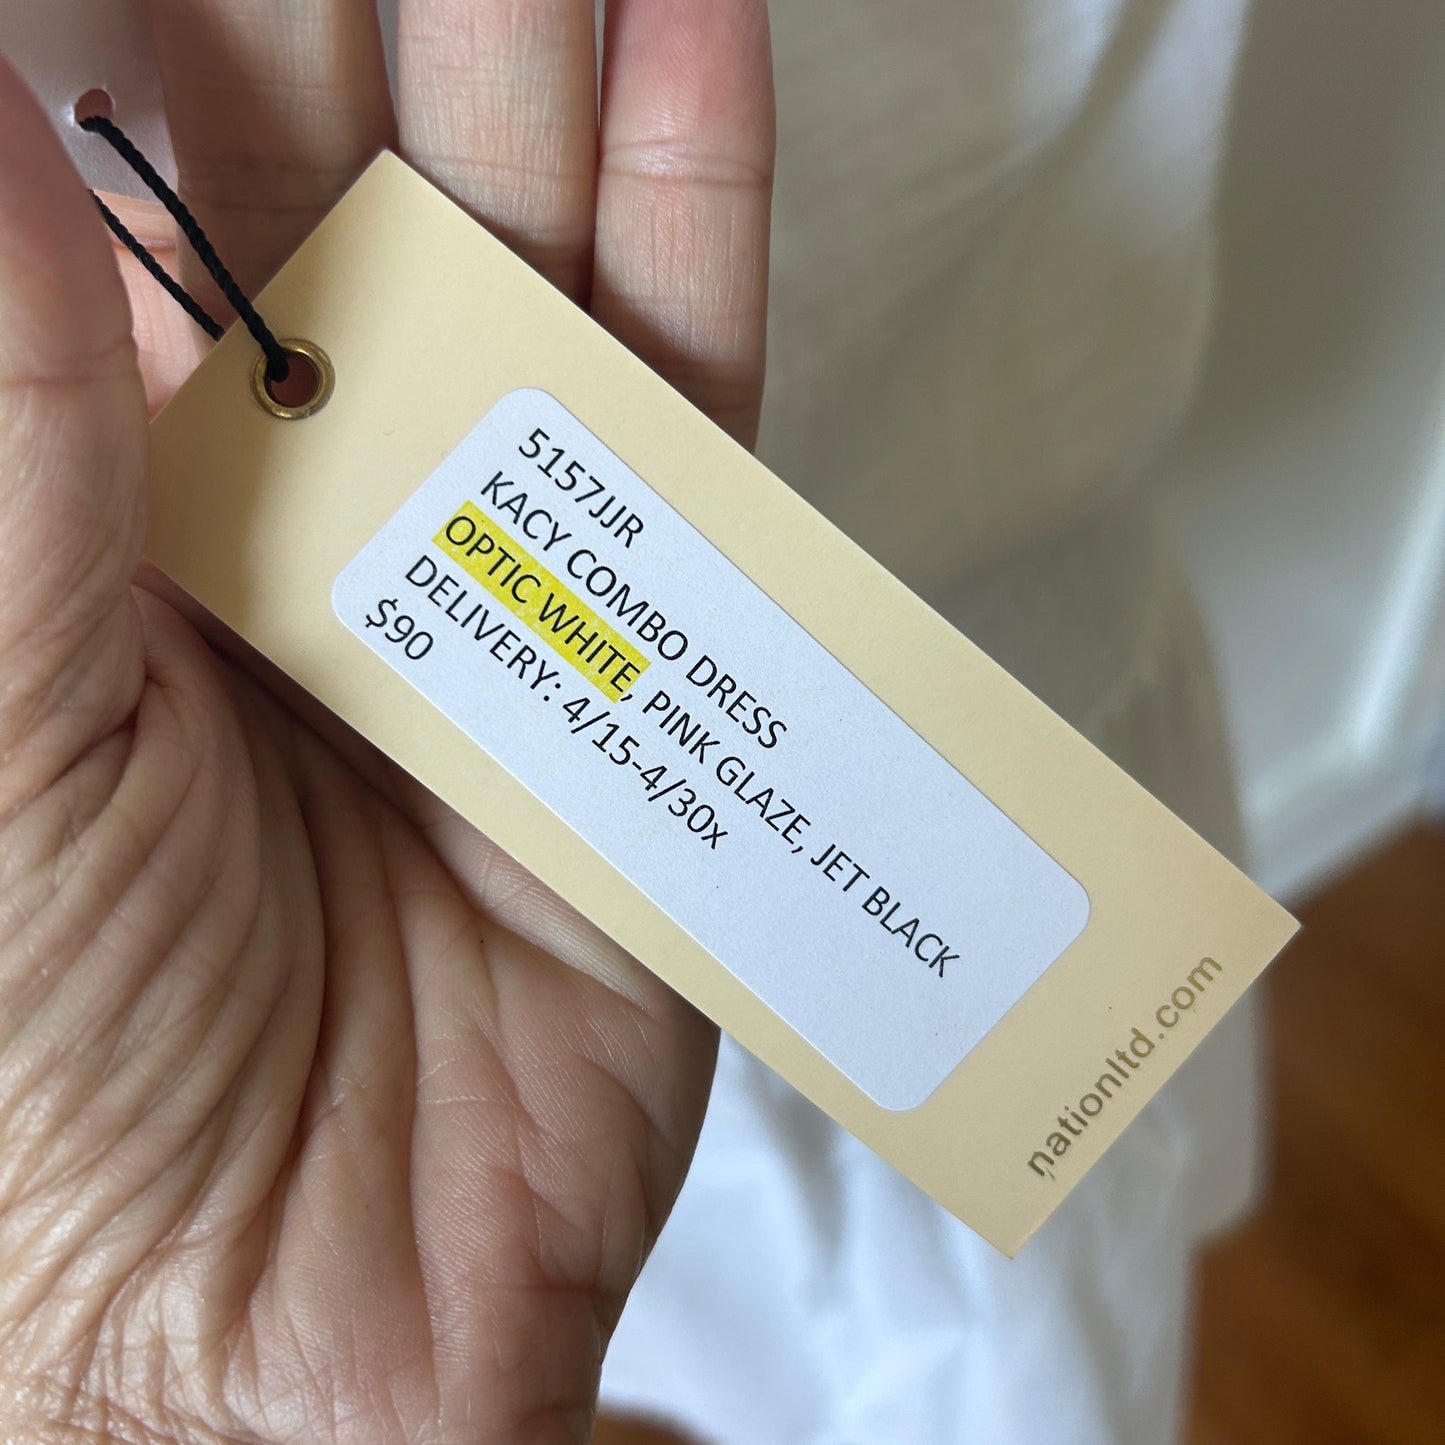 5157JJR
KACY COMBO DRESS
OPTIC WHITE, PINK GLAZE, JET BLACK
DELIVERY: 4/15-4/30x
$90
nationltd.com